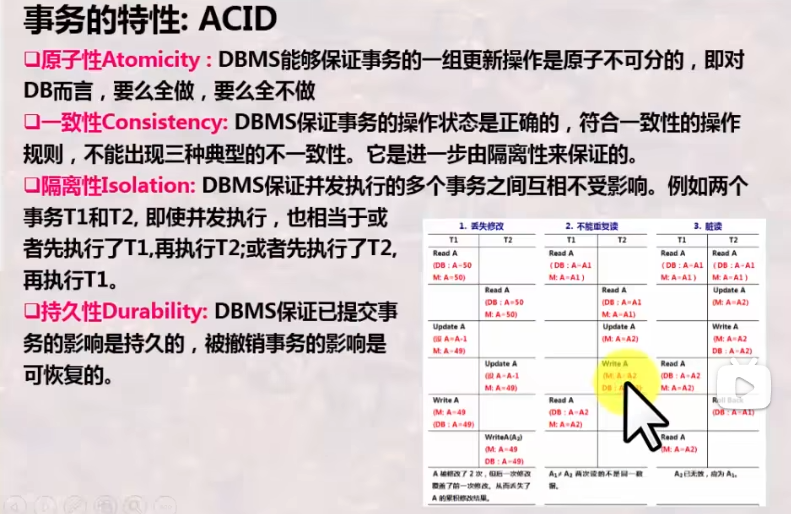 事务的特性: ACID
❑原子性Atomicity : DBMS能够保证事务的一组更新操作是原子不可分的，即对
DB而言，要么全做，要么全不做
❑一致性Consistency: DBMS保证事务的操作状态是正确的，符合一致性的操作
规则，不能出现三种典型的不一致性。它是进一步由隔离性来保证的。
❑隔离性Isolation: DBMS保证并发执行的多个事务之间互相不受影响。例如两个
事务T1和T2, 即使并发执行，也相当于或
者先执行了T1,再执行T2;或者先执行了T2,
再执行T1。
❑持久性Durability: DBMS保证已提交事
务的影响是持久的，被撤销事务的影响是
可恢复的。
1. 丢失修改
T1 T2
Read A
(DB : A=50
M: A=50)
Read A
(DB : A=50
M: A=50)
Update A
A=A-1
M: A=49)
Update A
A=A-1
M: A=49)
Write A
(M: A=49
(DB : A=49)
WriteA(A₂)
(M: A=49
DB : A=49)
A 被修改了 2 次，但后一次修改
覆盖了前一次修改，从而丢失了
A 的累积修改结果。
2. 不能重复读
T1 T2
Read A
(DB : A=A1
M: A=A1 )
Read A
(DB : A=A1
M: A=A1)
Update A
(M: A=A2)
Write A
(M: A=A2
DB :
Read A
(DB : A=A2
M: A=A2)
A₁≠ A₂ 两次读的不是同一数
据。
3. 脏读
T1 T2
Read A Read A
( DB : A=A1 ( DB : A=A1
M: A=A1 ) M: A=A1 )
Update A
(M: A=A2)
Write A
(M: A=A2
DB : A=A2)
Read A
(DB : A=A2
M: A=A2)
Roll Back
(DB : A=A1)
Read A
(M: A=A2)
A₂已无效，应为 A₁。